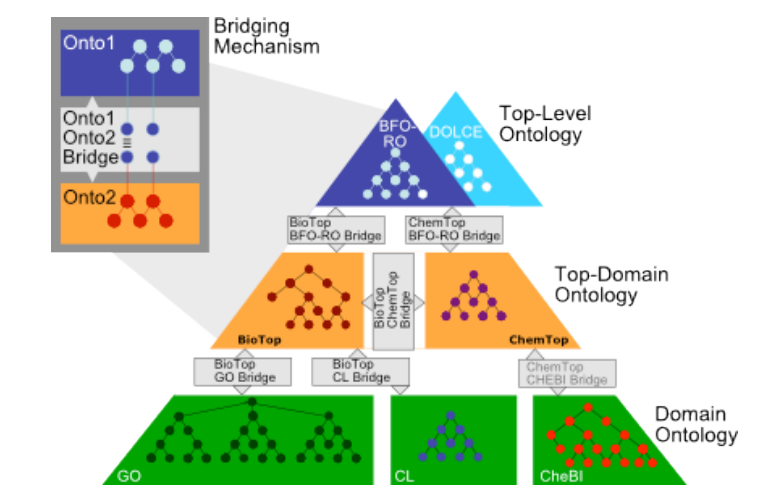 Bridging
Mechanism
Onto1
Onto1
Onto2
≡
Bridge
Onto2
Top-Level
Ontology
BFO-
RO
DOLCE
BioTop
BFO-RO Bridge
ChemTop
BFO-RO Bridge
Top-Domain
Ontology
BioTop
ChemTop
Bridge
BioTop
ChemTop
BioTop
GO Bridge
BioTop
CL Bridge
ChemTop
CHEBI Bridge
Domain
Ontology
GO
CL
CheBI